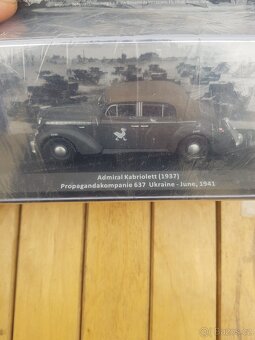 Admiral Kabriolett (1937)
Propagandakompanie 637 Ukraine - June, 1941